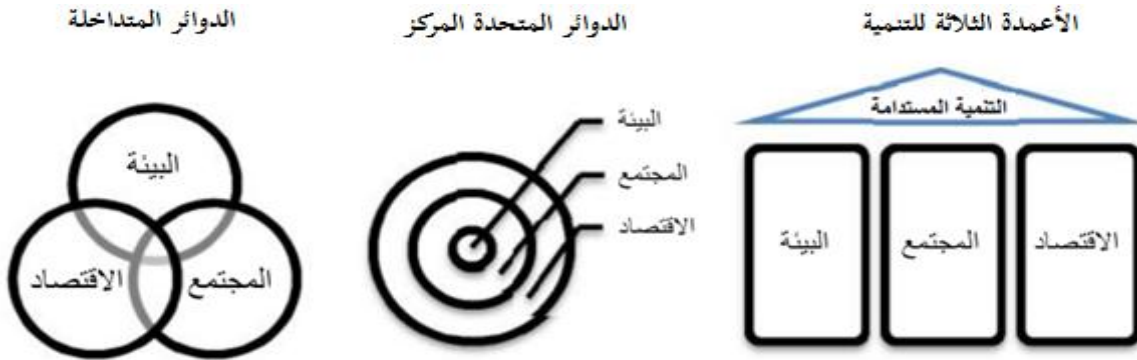 الأعمدة الثلاثة للتنمية
التنمية المستدامة
الاقتصاد
المجتمع
البيئة
الدوائر المتحدة المركز
البيئة
المجتمع
الاقتصاد
الدوائر المتداخلة
البيئة
المجتمع
الاقتصاد